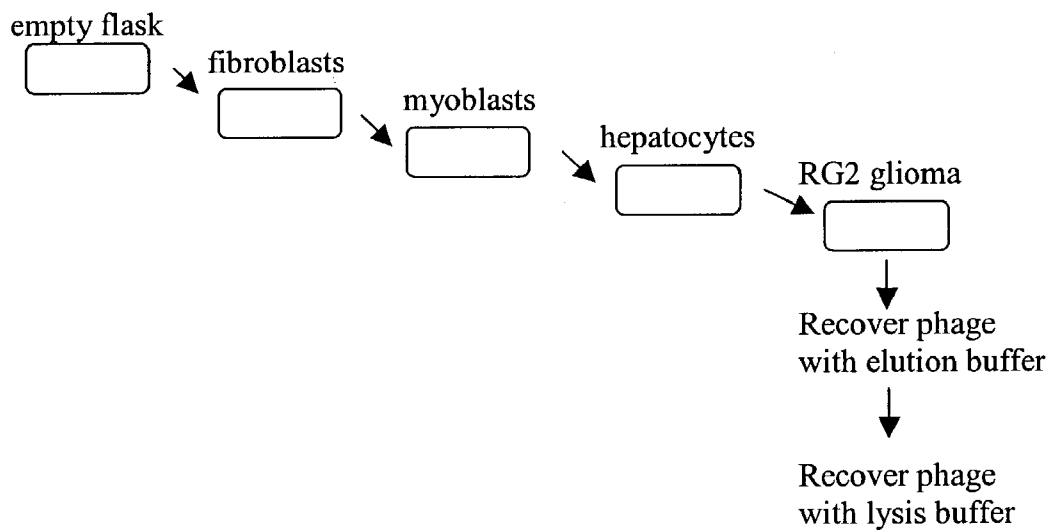 empty flask
fibroblasts
myoblasts
hepatocytes
RG2 glioma
Recover phage
with elution buffer
Recover phage
with lysis buffer